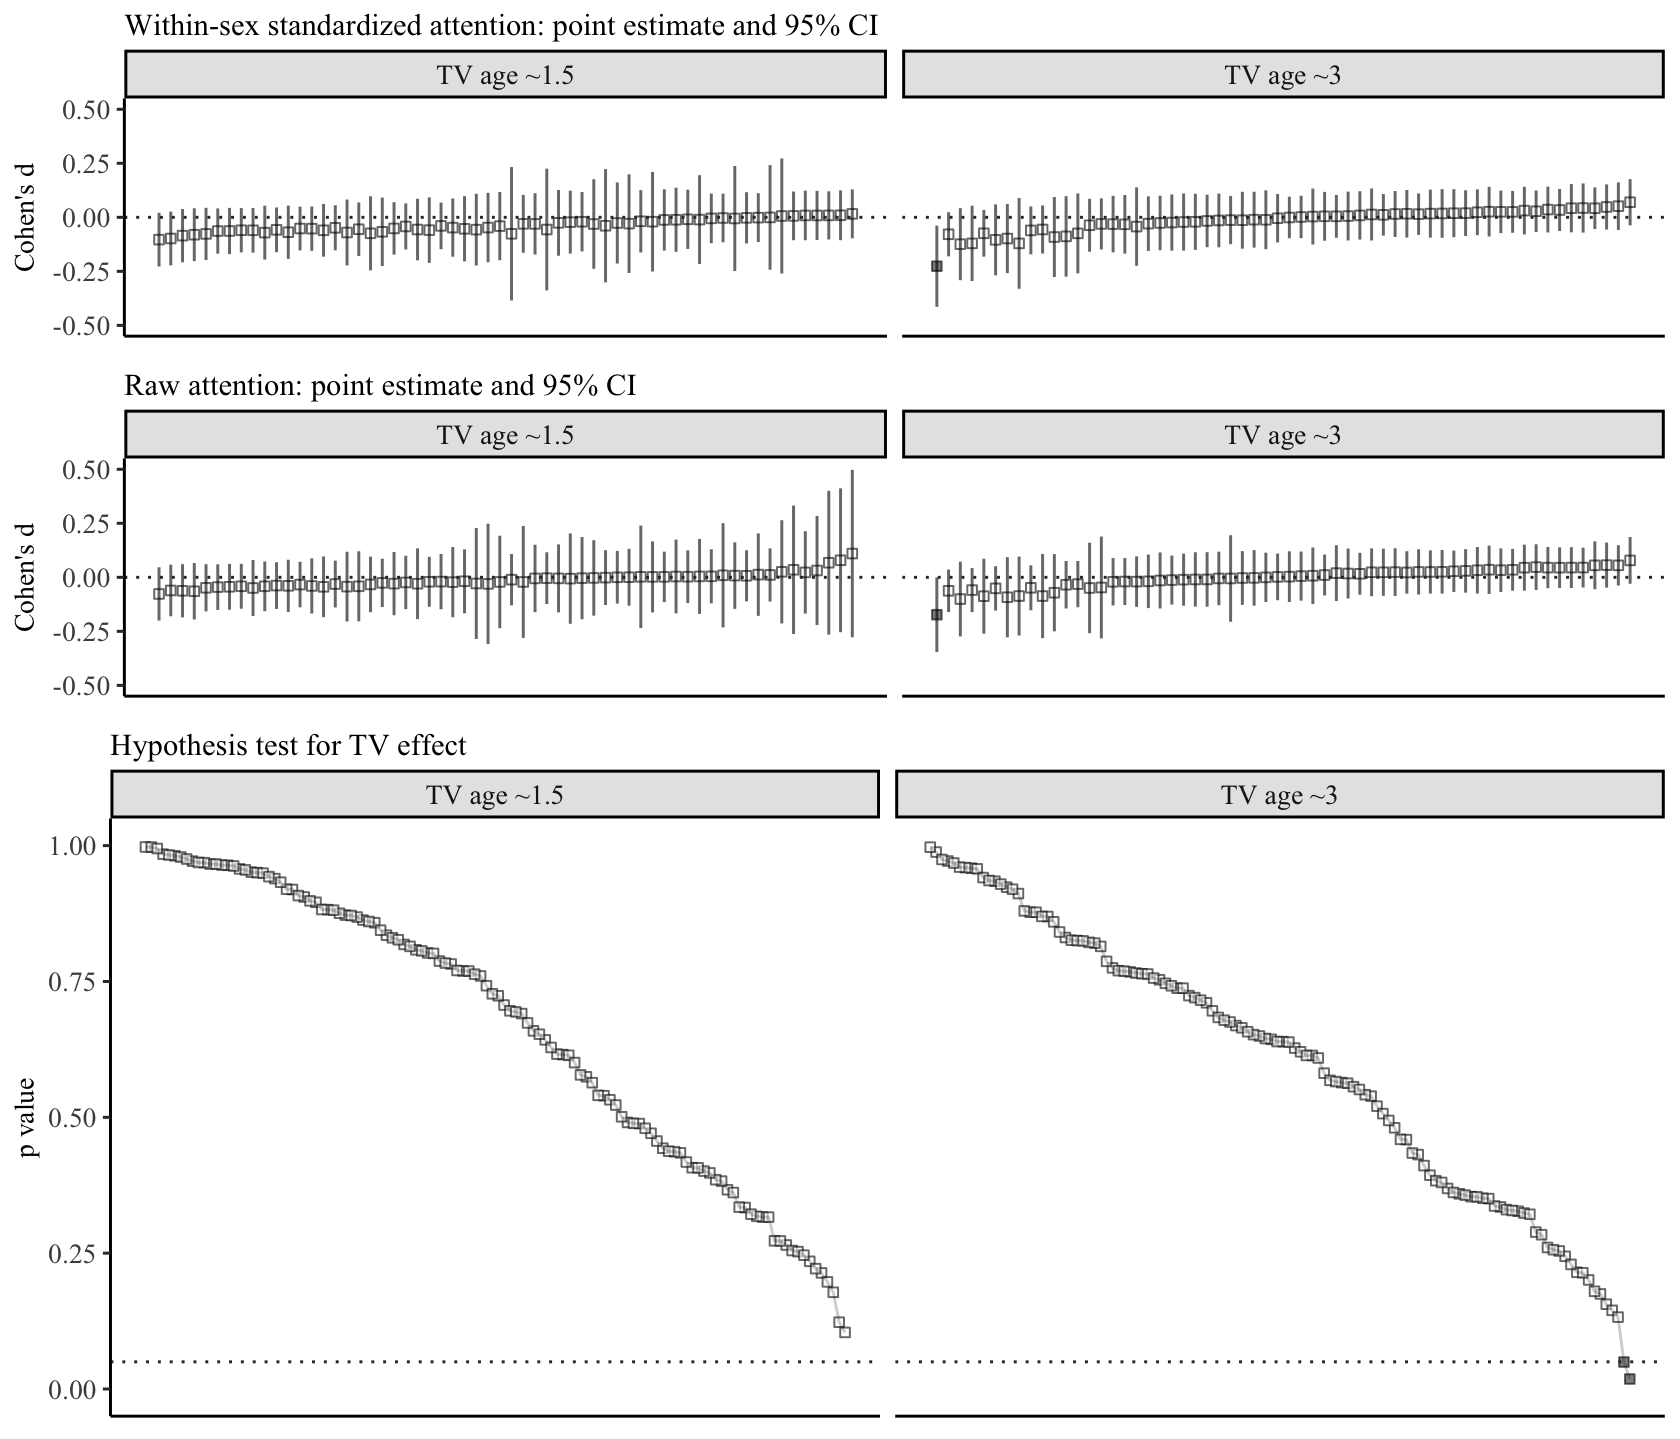 Within-sex standardized attention: point estimate and 95% CI
TV age ~1.5
TV age ~3
Cohen's d
0.50
0.25
0.00
-0.25
-0.50
Raw attention: point estimate and 95% CI
TV age ~1.5
TV age ~3
Cohen's d
0.50
0.25
0.00
-0.25
-0.50
Hypothesis test for TV effect
TV age ~1.5
TV age ~3
p value
1.00
0.75
0.50
0.25
0.00